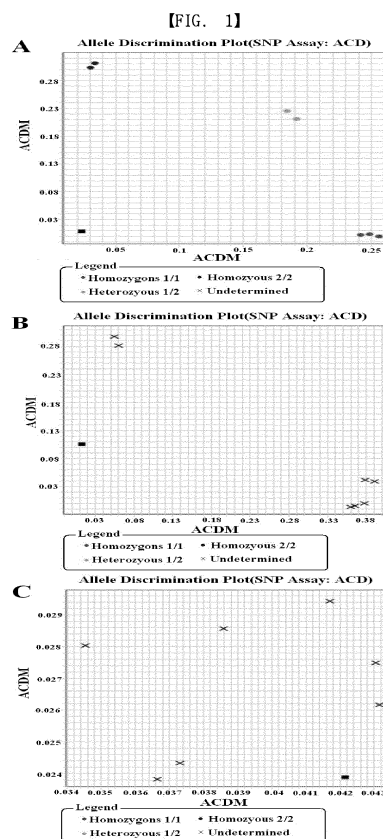 【FIG. 1】
A
Allele Discrimination Plot(SNP Assay: ACD)
ACDM
0.28
0.23
0.18
0.13
0.08
0.03
0.05 0.1 0.15 0.2 0.25
ACDM
Legend
Homozygons 1/1 Homozyous 2/2
Heterozyous 1/2 × Undetermined
B
Allele Discrimination Plot(SNP Assay: ACD)
ACDM
0.28
0.23
0.18
0.13
0.08
0.03
0.03 0.08 0.13 0.18 0.23 0.28 0.33 0.38
ACDM
Legend
Homozygons 1/1 Homozyous 2/2
Heterozyous 1/2 × Undetermined
C
Allele Discrimination Plot(SNP Assay: ACD)
ACDM
0.029
0.028
0.027
0.026
0.025
0.024
0.034 0.035 0.036 0.037 0.038 0.039 0.04 0.041 0.042
ACDM
Legend
Homozygons 1/1 Homozyous 2/2
Heterozyous 1/2 × Undetermined